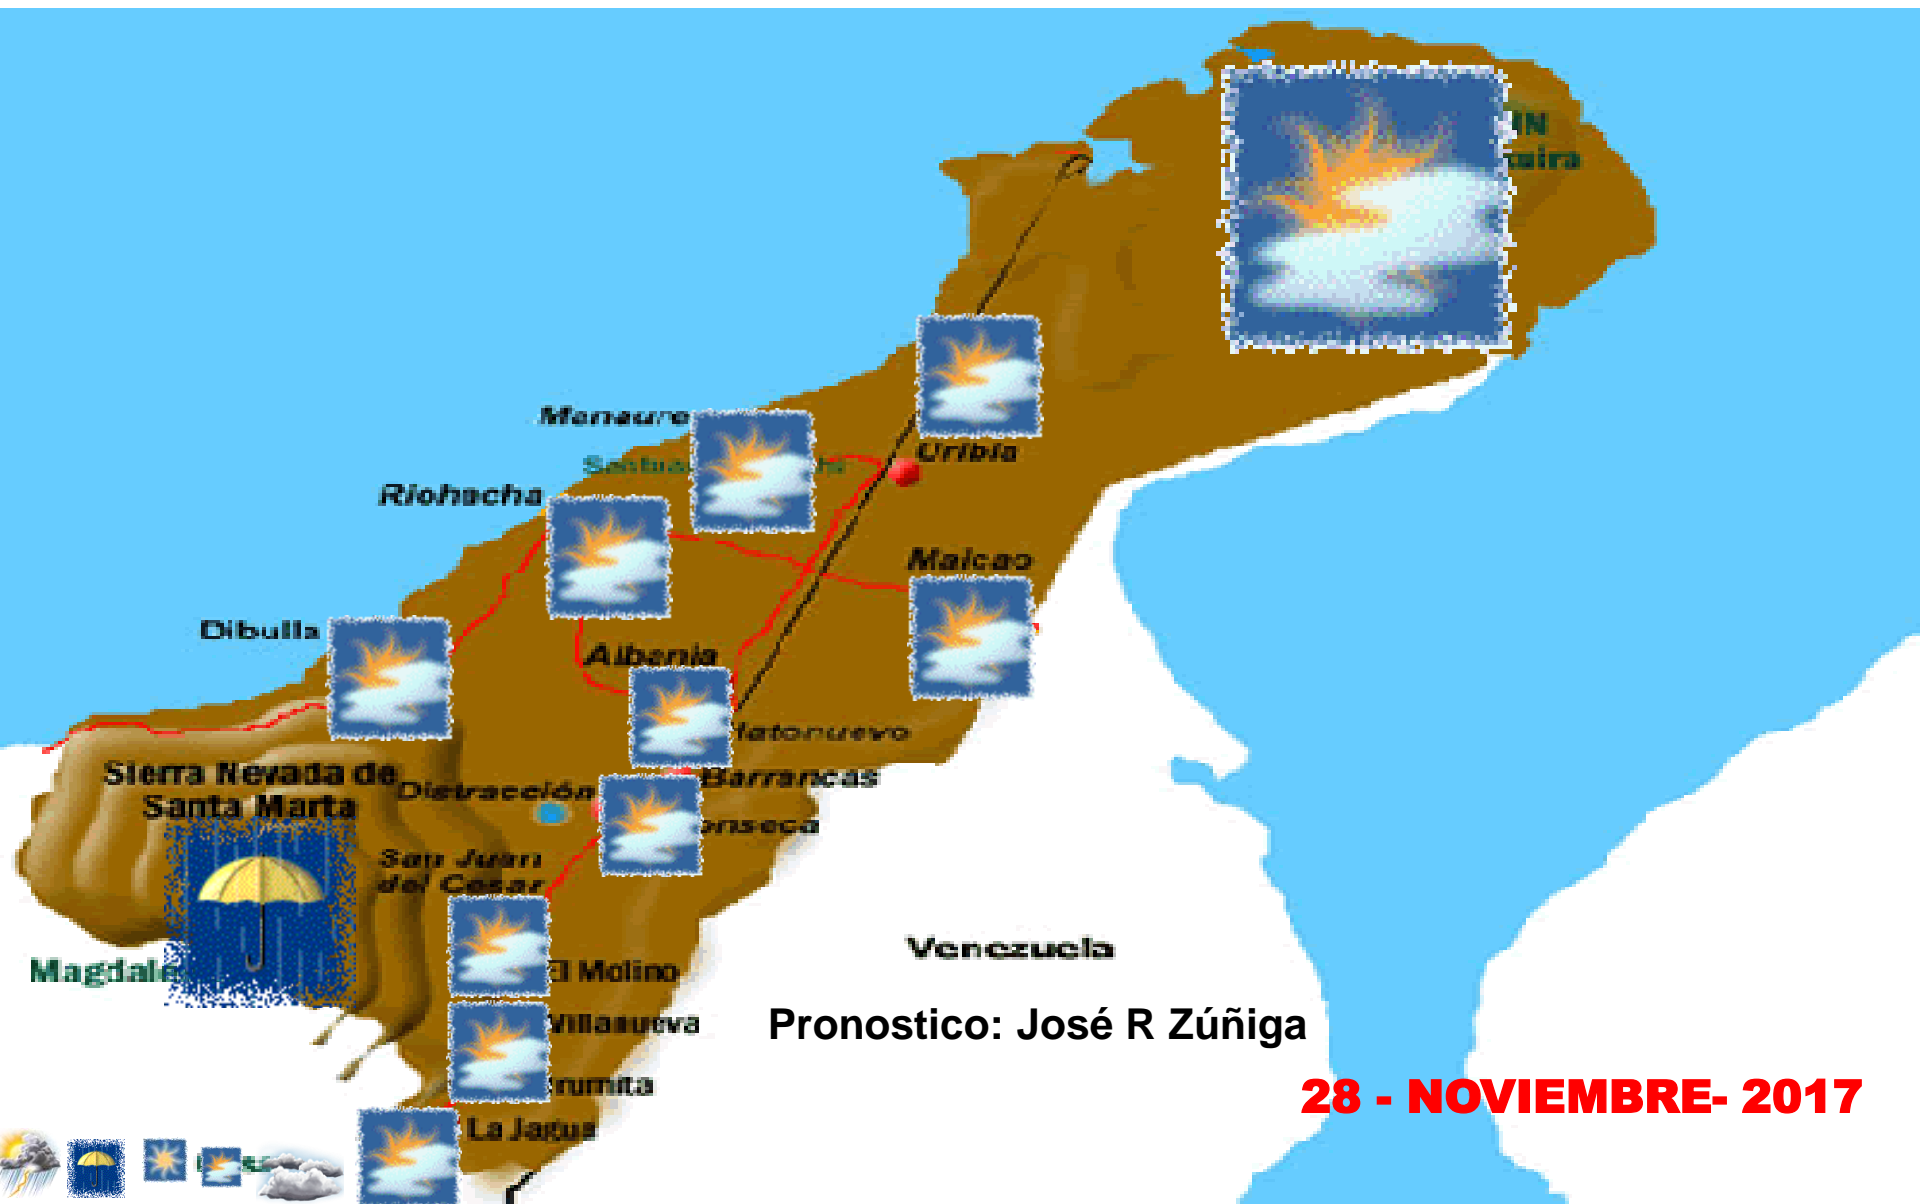 Manaure
Riohacha
Uribia
Maicao
Dibulla
Albania
Barrancas
Sierra Nevada de
Santa Marta
Distracción
San Juan
del Cesar
El Molino
Venezuela
Villanueva
Pronostico: José R Zúñiga
28 - NOVIEMBRE- 2017
La Jagua